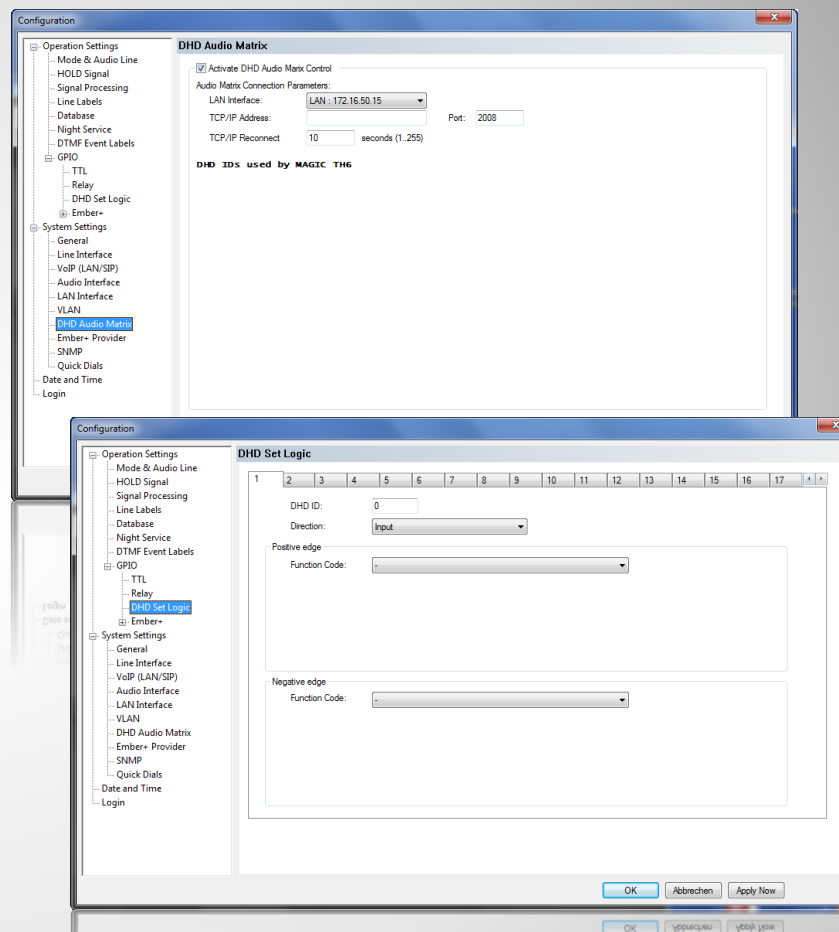 Configuration
Operation Settings
Mode & Audio Line
HOLD Signal
Signal Processing
Line Labels
Database
Night Service
DTMF Event Labels
GPIO
TTL
Relay
DHD Set Logic
Ember+
System Settings
General
Line Interface
VoIP (LAN/SIP)
Audio Interface
LAN Interface
VLAN
DHD Audio Matrix
Ember+ Provider
SNMP
Quick Dials
Date and Time
Login
DHD Audio Matrix
Activate DHD Audio Marix Control
Audio Matrix Connection Parameters:
LAN Interface: LAN : 172.16.50.15
TCP/IP Address: Port: 2008
TCP/IP Reconnect 10 seconds (1..255)
DHD IDs used by MAGIC TH6
Configuration
Operation Settings
Mode & Audio Line
HOLD Signal
Signal Processing
Line Labels
Database
Night Service
DTMF Event Labels
GPIO
TTL
Relay
DHD Set Logic
Ember+
System Settings
General
Line Interface
VoIP (LAN/SIP)
Audio Interface
LAN Interface
VLAN
DHD Audio Matrix
Ember+ Provider
SNMP
Quick Dials
Date and Time
Login
DHD Set Logic
1 2 3 4 5 6 7 8 9 10 11 12 13 14 15 16 17
DHD ID: 0
Direction: Input
Positive edge
Function Code: -
Negative edge
Function Code: -
OK Abbrechen Apply Now